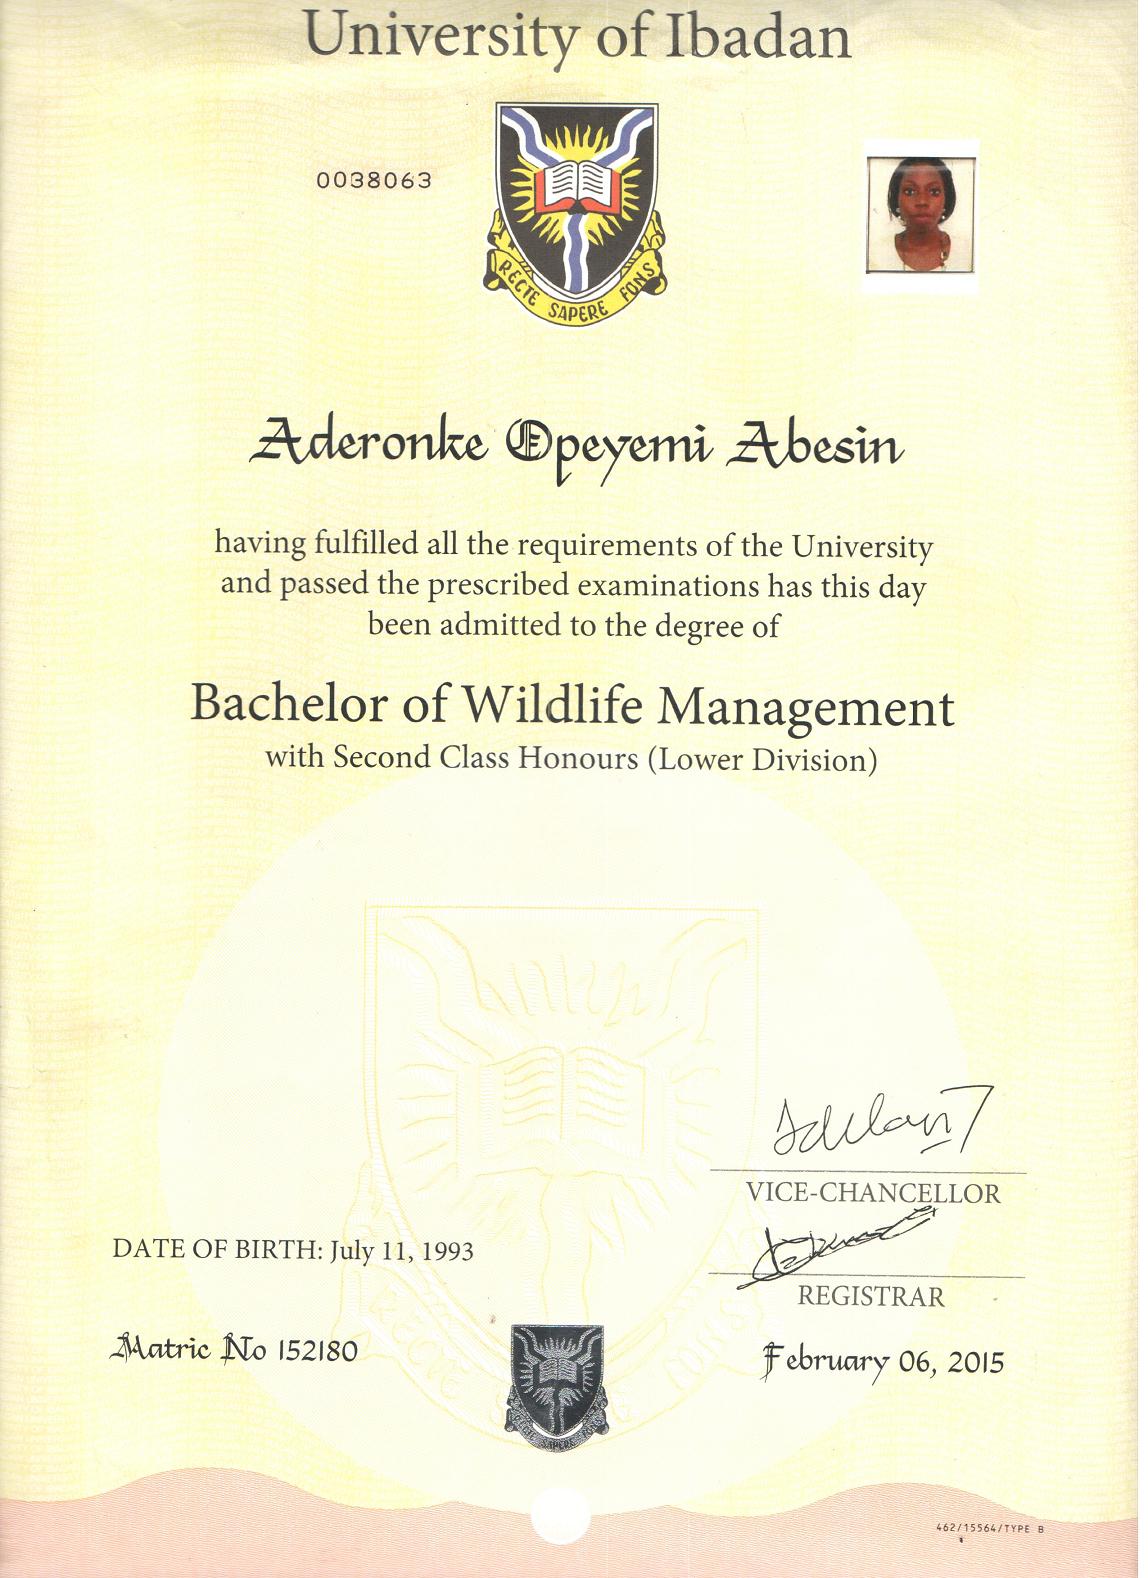 University of Ibadan
0038063
RECTE SAPERE FONS
Aderonke Opeyemi Abesin
having fulfilled all the requirements of the University
and passed the prescribed examinations has this day
been admitted to the degree of
Bachelor of Wildlife Management
with Second Class Honours (Lower Division)
VICE-CHANCELLOR
DATE OF BIRTH: July 11, 1993
REGISTRAR
Matric No 152180
February 06, 2015
RECTE SAPERE FONS
462/15564/TYPE B